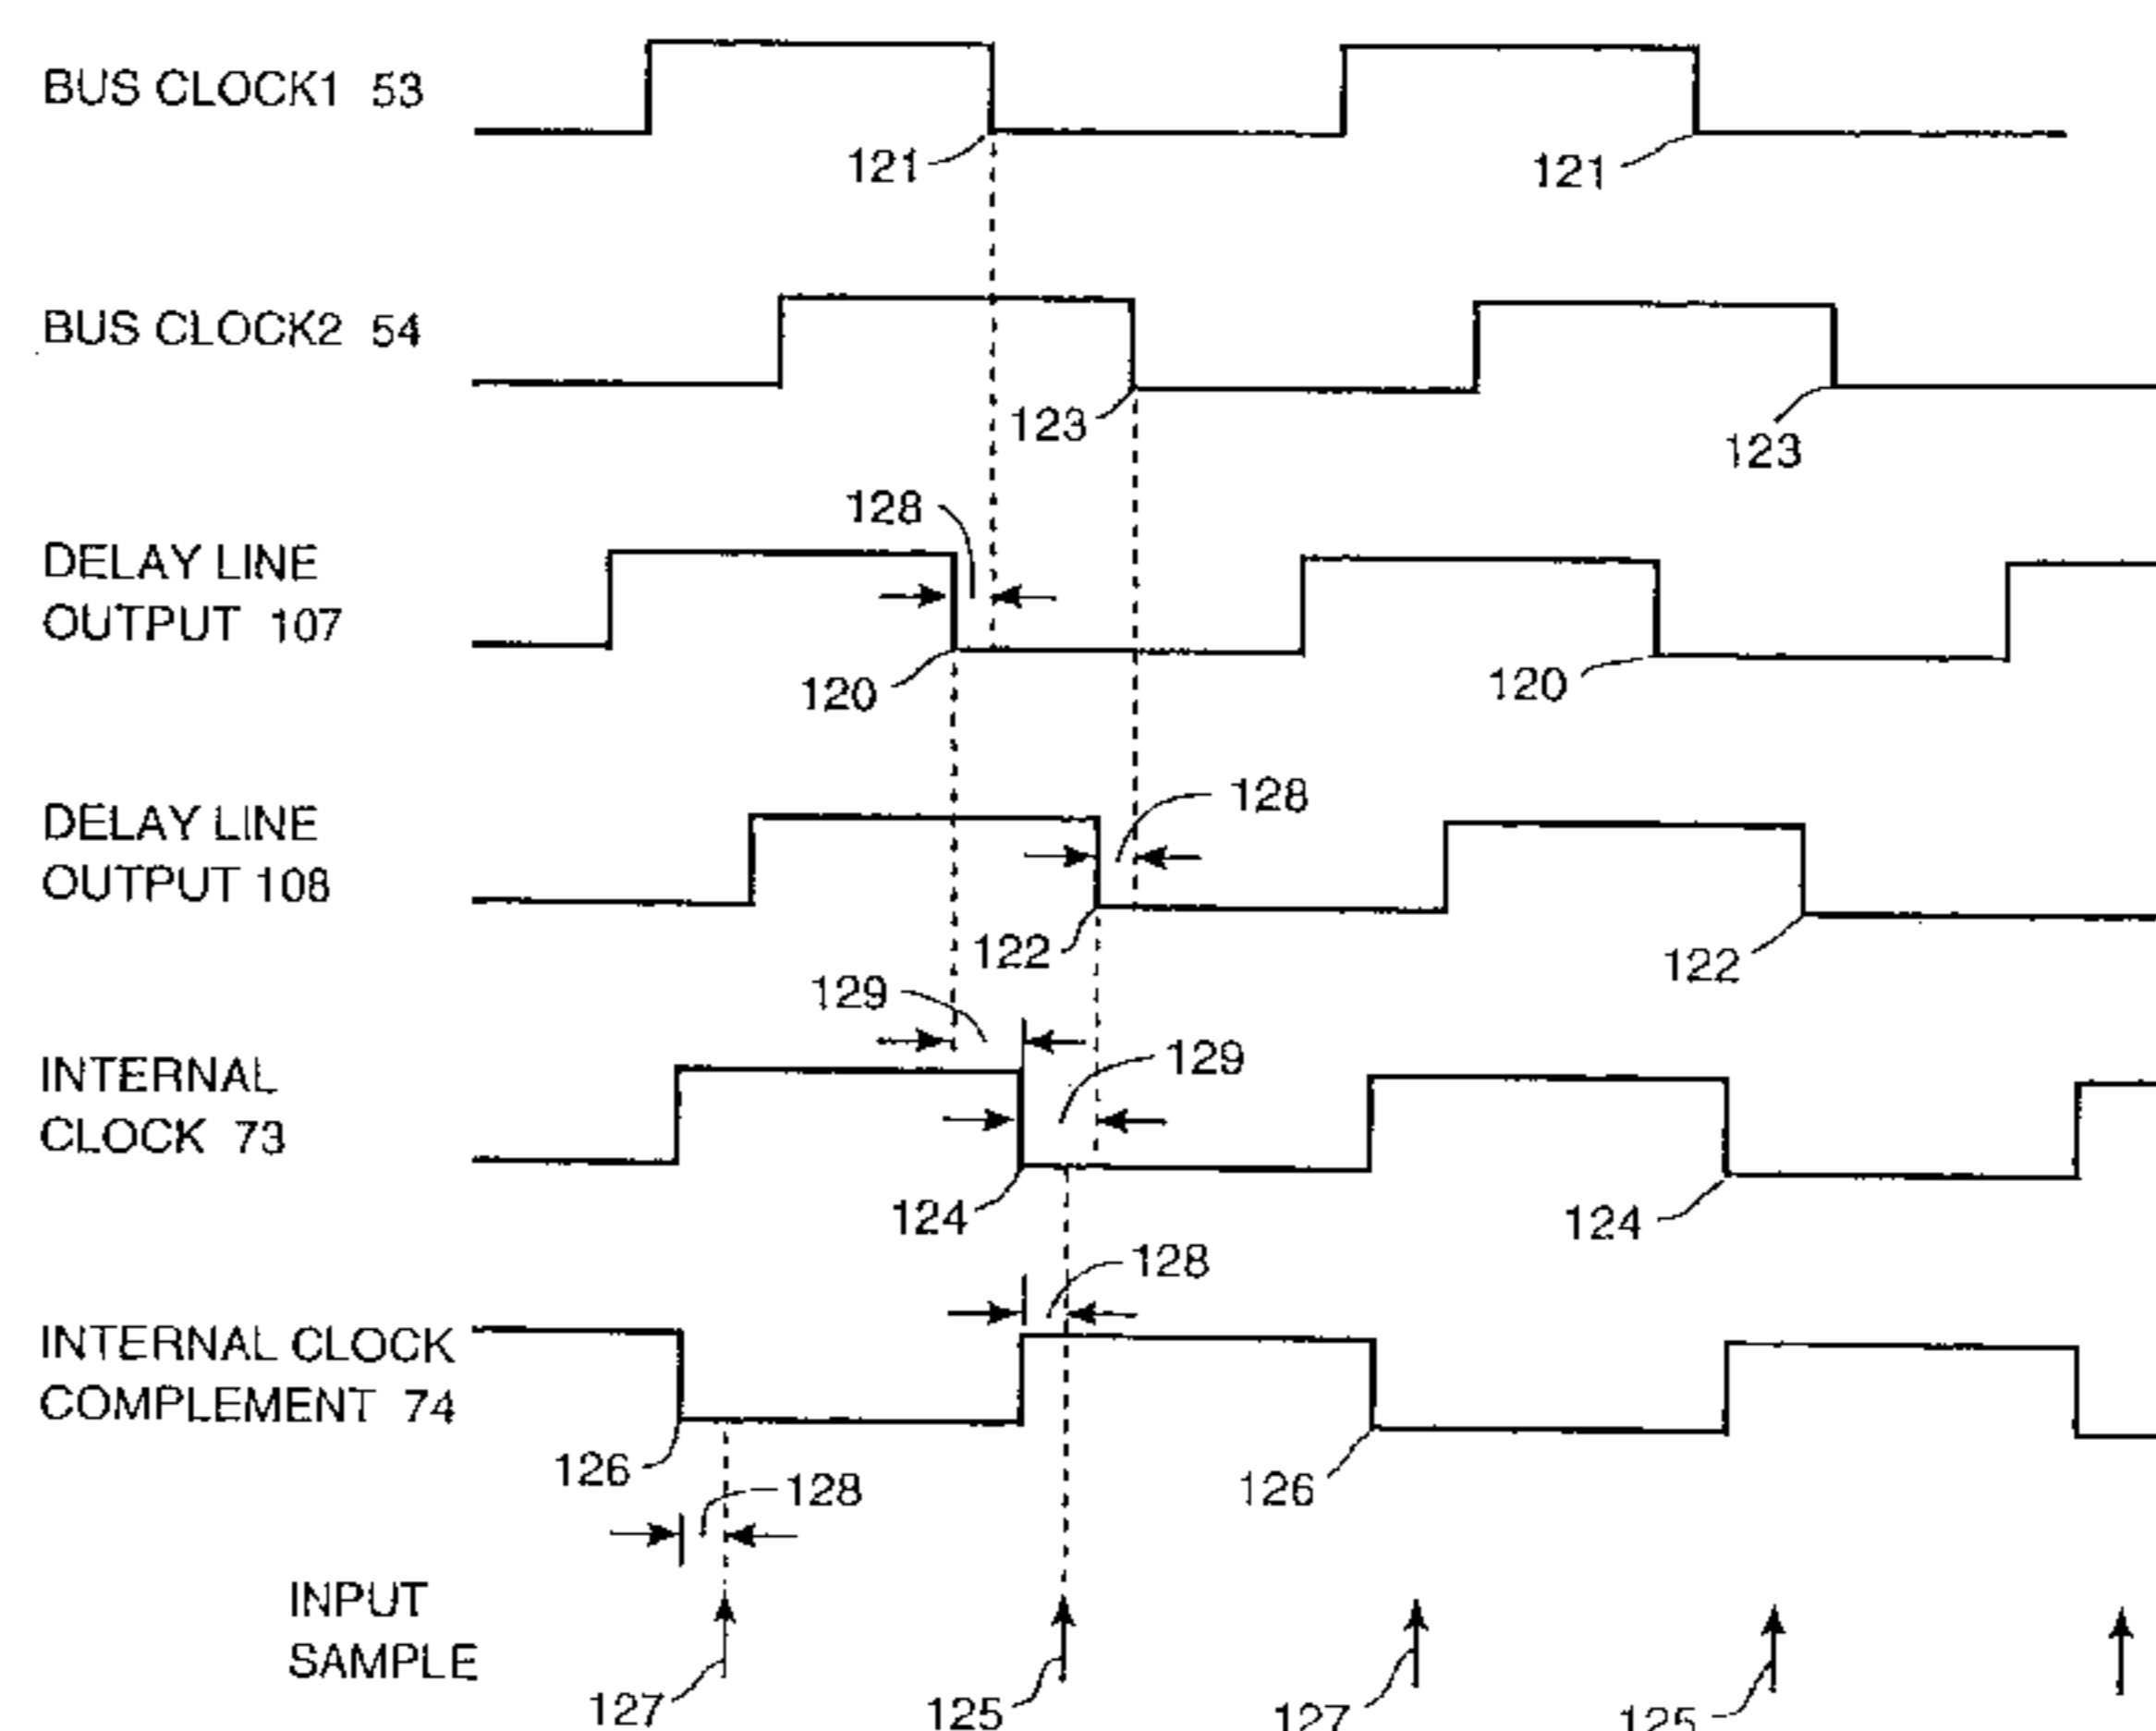 BUS CLOCK1 53
121
121
BUS CLOCK2 54
123
123
128
DELAY LINE
OUTPUT 107
120
120
128
DELAY LINE
OUTPUT 108
122
122
129
129
INTERNAL
CLOCK 73
124
124
128
INTERNAL CLOCK
COMPLEMENT 74
126
126
128
INPUT
SAMPLE
127
125
127
125